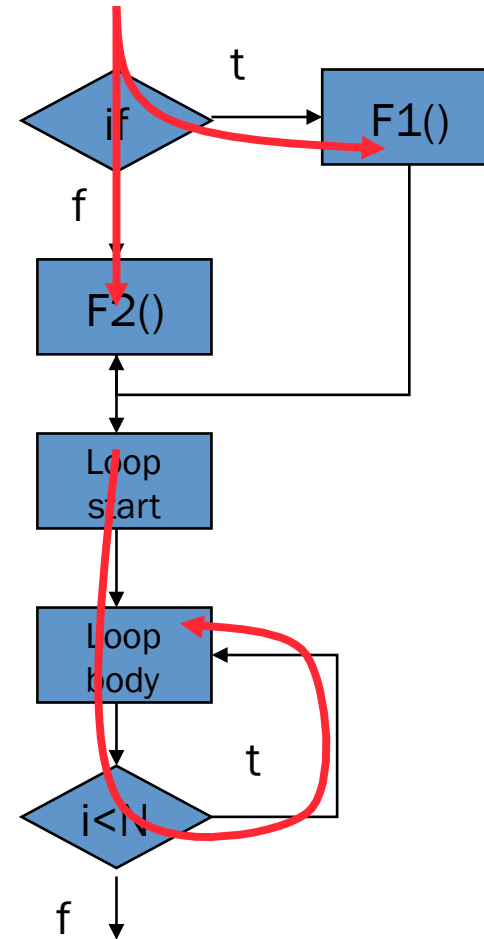 t
if
F1()
f
F2()
Loop
start
Loop
body
t
i<N
f